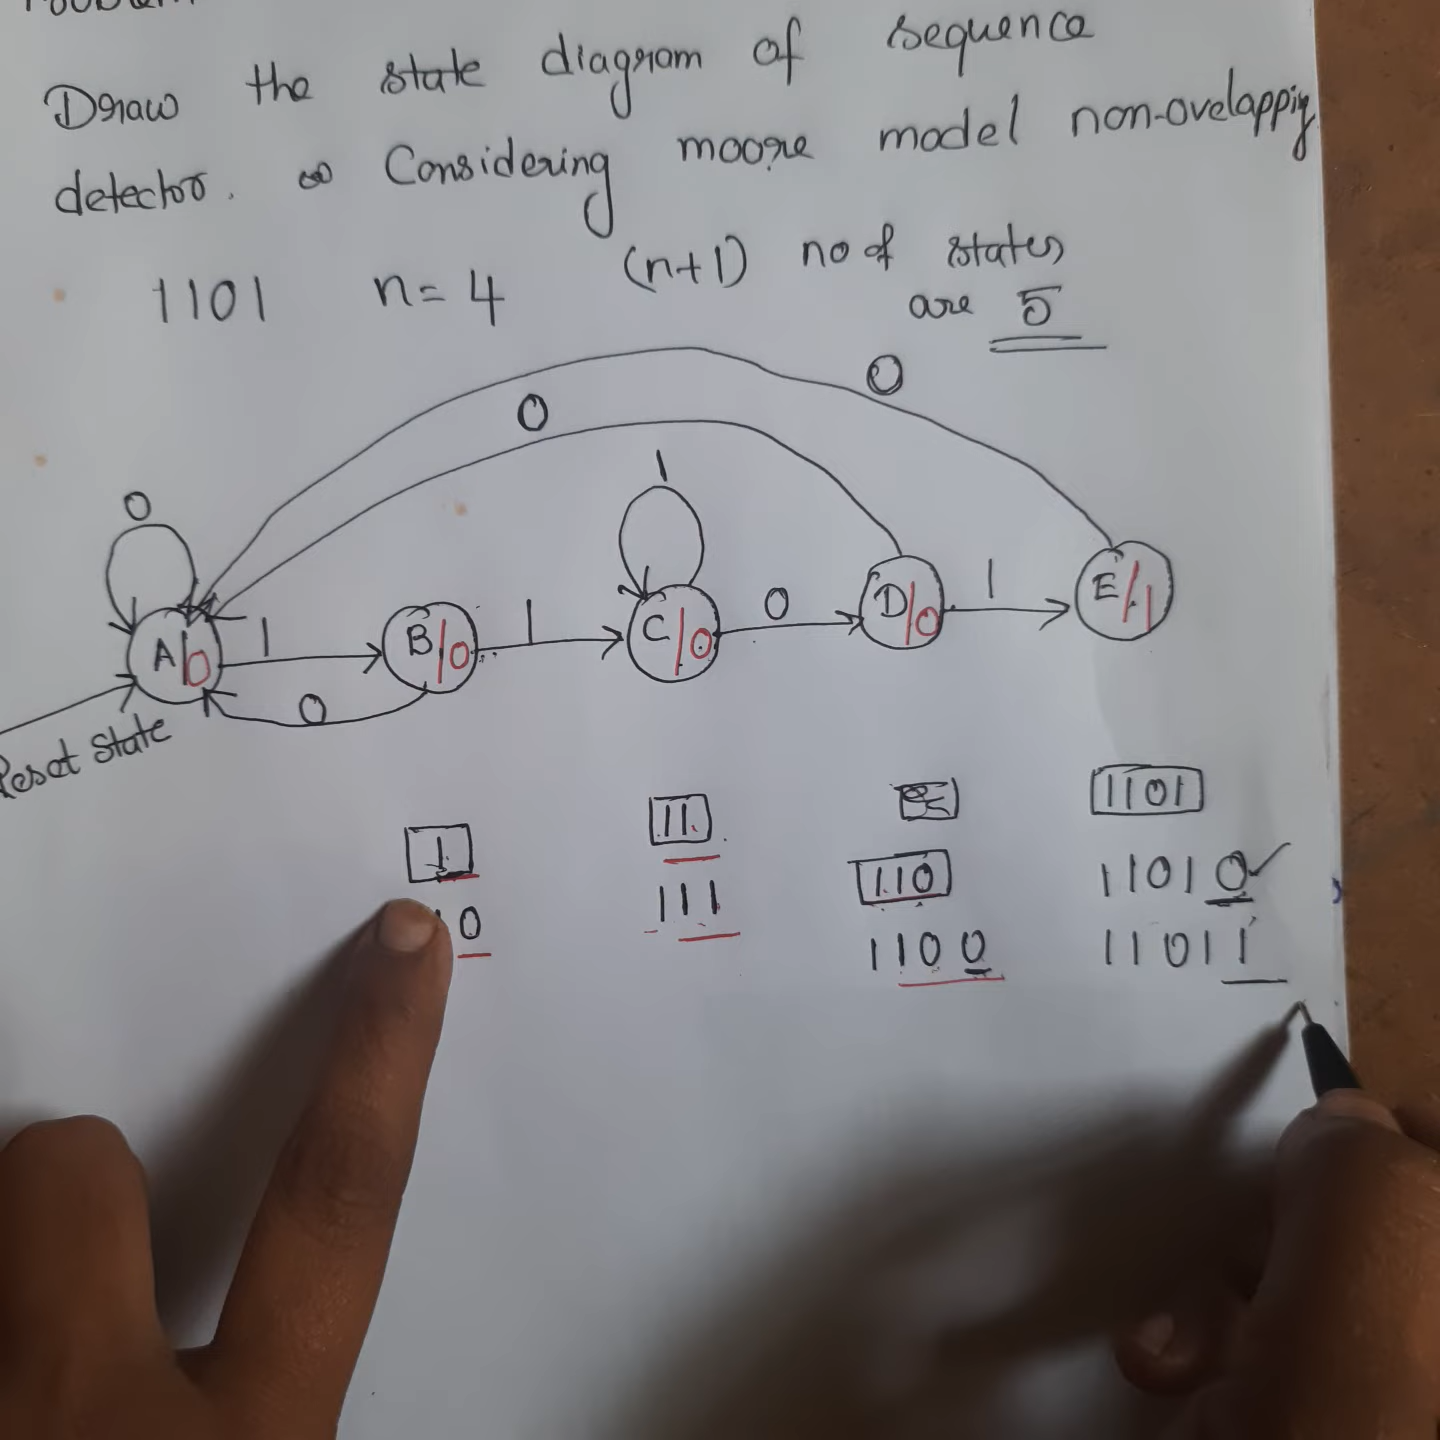 Draw the state diagram of sequence
detector. Considering moore model non-ovelapping
1101 n=4 (n+1) no of states
are 5
0
0
1
0
A/0 1 B/0 1 C/0 0 D/0 1 E/1
0
Reset State
1 11 1101
110 11010
0 111
1100 11011